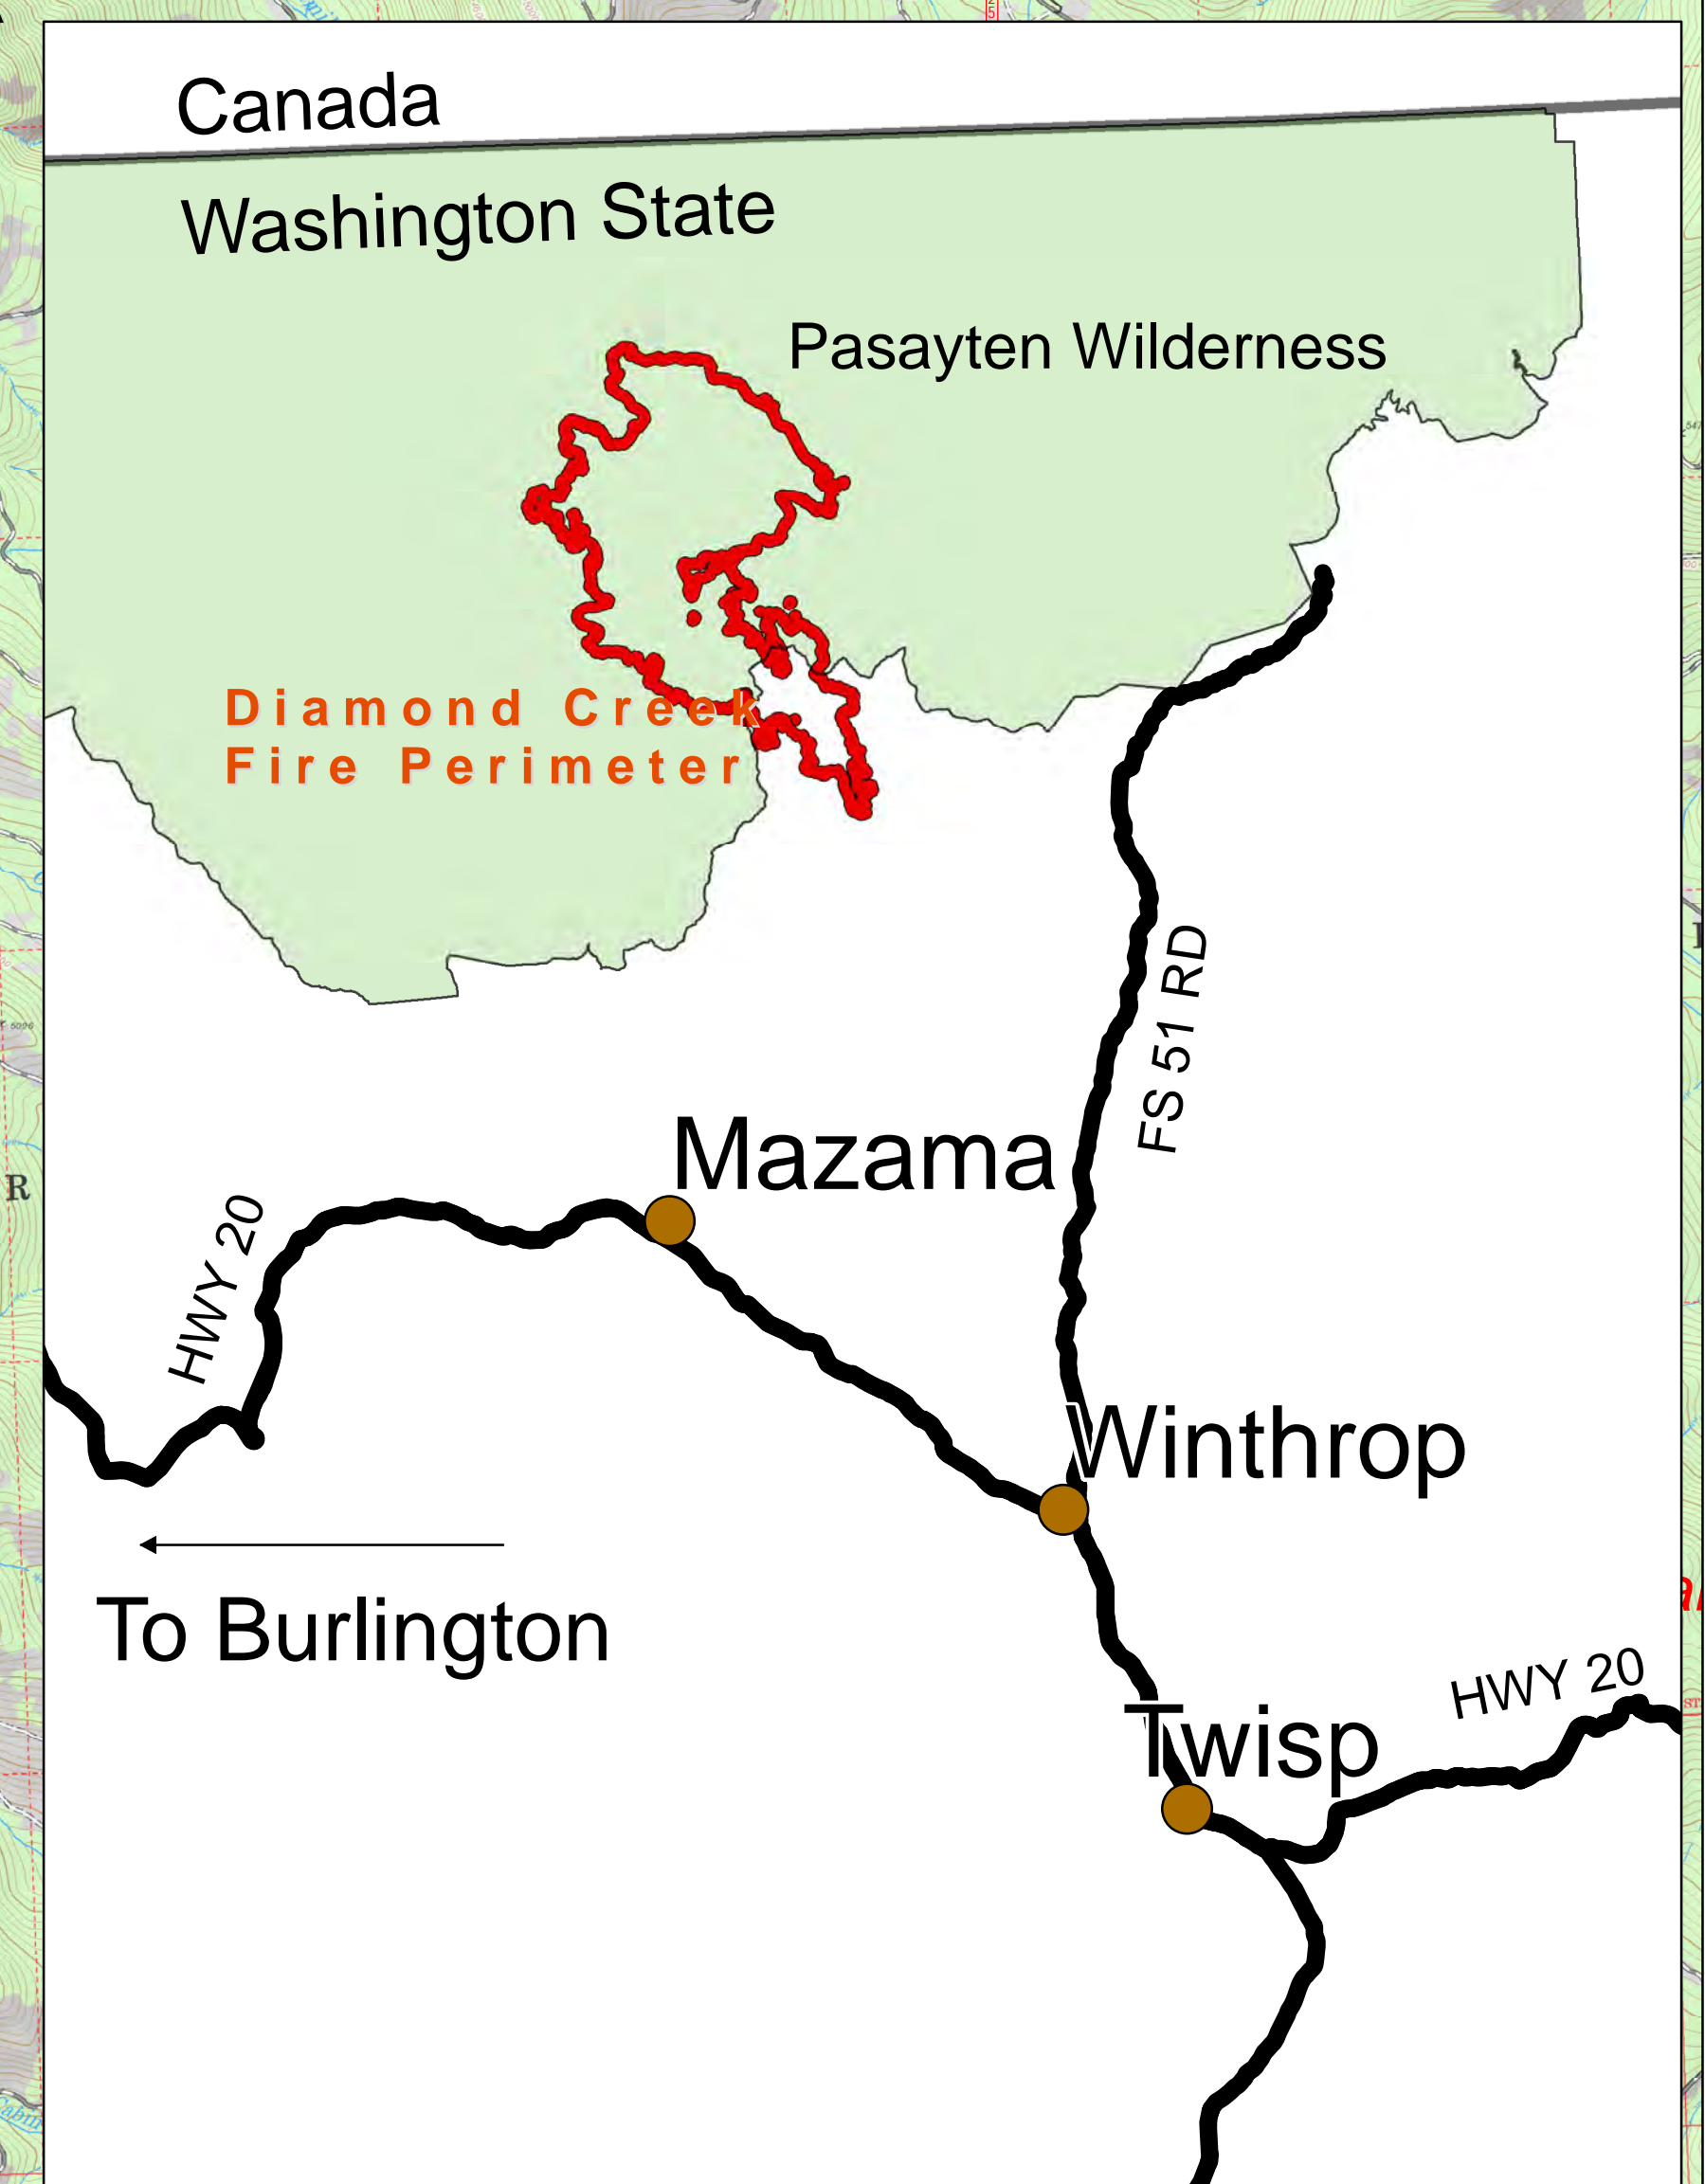 Canada
Washington State
Pasayten Wilderness
Diamond Creek
Fire Perimeter
FS 51 RD
Mazama
HWY 20
Winthrop
To Burlington
HWY 20
Twisp
R
5096